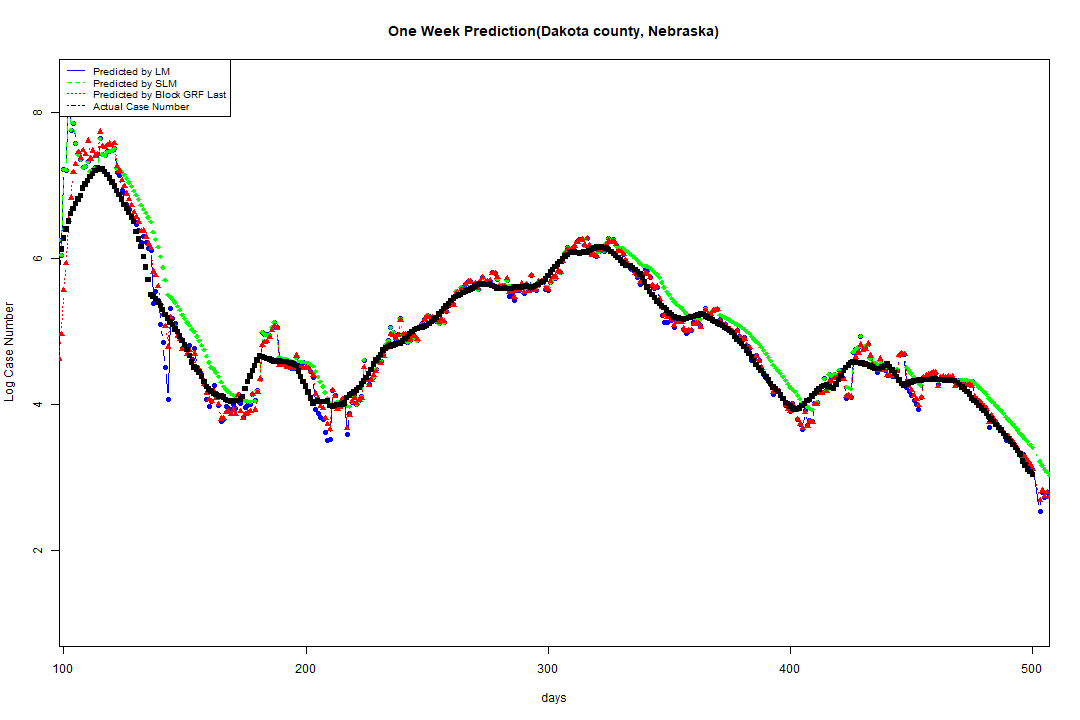 One Week Prediction(Dakota county, Nebraska)
Predicted by LM
Predicted by SLM
Predicted by Block GRF Last
Actual Case Number
8
6
4
2
Log Case Number
100 200 300 400 500
days